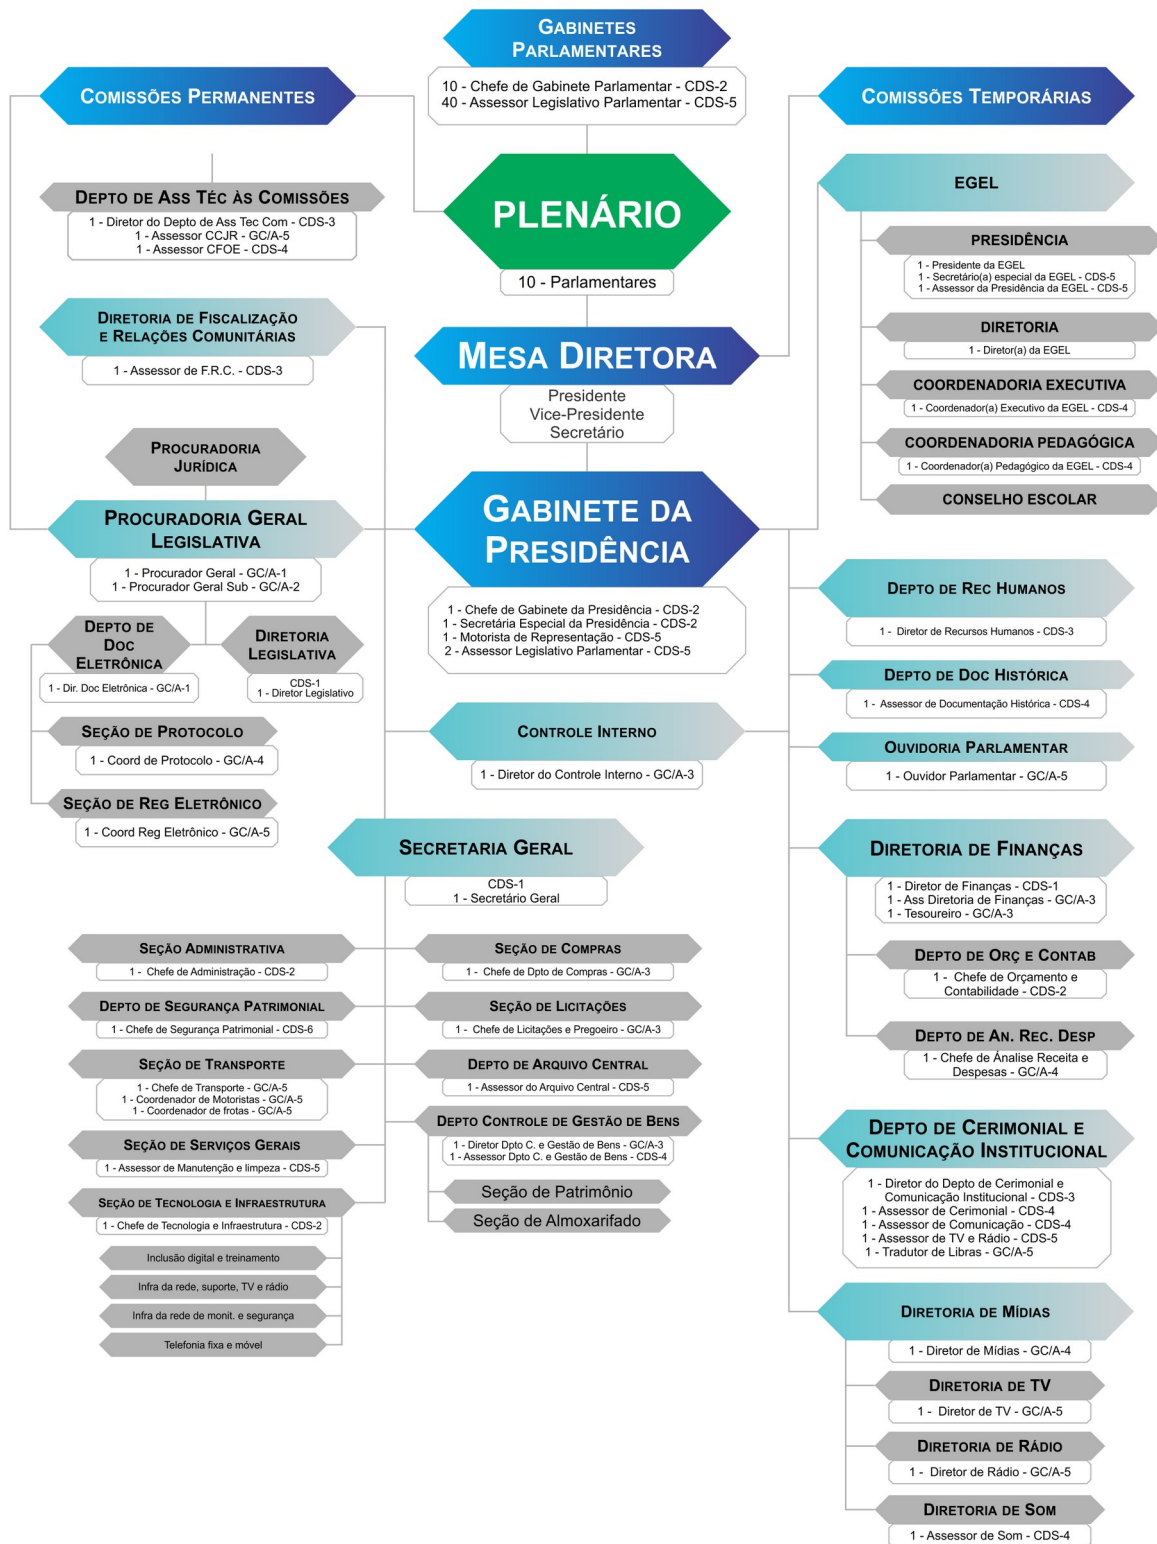 GABINETES
PARLAMENTARES
10 - Chefe de Gabinete Parlamentar - CDS-2
40 - Assessor Legislativo Parlamentar - CDS-5
COMISSÕES PERMANENTES
COMISSÕES TEMPORÁRIAS
DEPTO DE ASS TÉC ÀS COMISSÕES
1 - Diretor do Depto de Ass Tec Com - CDS-3
1 - Assessor CCJR - GC/A-5
1 - Assessor CFOE - CDS-4
PLENÁRIO
10 - Parlamentares
EGEL
PRESIDÊNCIA
1 - Presidente da EGEL
1 - Secretário(a) especial da EGEL - CDS-5
1 - Assessor da Presidência da EGEL - CDS-5
DIRETORIA
1 - Diretor(a) da EGEL
COORDENADORIA EXECUTIVA
1 - Coordenador(a) Executivo da EGEL - CDS-4
COORDENADORIA PEDAGÓGICA
1 - Coordenador(a) Pedagógico da EGEL - CDS-4
CONSELHO ESCOLAR
DIRETORIA DE FISCALIZAÇÃO
E RELAÇÕES COMUNITÁRIAS
1 - Assessor de F.R.C. - CDS-3
MESA DIRETORA
Presidente
Vice-Presidente
Secretário
PROCURADORIA
JURÍDICA
PROCURADORIA GERAL
LEGISLATIVA
1 - Procurador Geral - GC/A-1
1 - Procurador Geral Sub - GC/A-2
GABINETE DA
PRESIDÊNCIA
1 - Chefe de Gabinete da Presidência - CDS-2
1 - Secretária Especial da Presidência - CDS-2
1 - Motorista de Representação - CDS-5
2 - Assessor Legislativo Parlamentar - CDS-5
DEPTO DE
DOC
ELETRÔNICA
1 - Dir. Doc Eletrônica - GC/A-1
DIRETORIA
LEGISLATIVA
CDS-1
1 - Diretor Legislativo
SEÇÃO DE PROTOCOLO
1 - Coord de Protocolo - GC/A-4
SEÇÃO DE REG ELETRÔNICO
1 - Coord Reg Eletrônico - GC/A-5
CONTROLE INTERNO
1 - Diretor do Controle Interno - GC/A-3
DEPTO DE REC HUMANOS
1 - Diretor de Recursos Humanos - CDS-3
DEPTO DE DOC HISTÓRICA
1 - Assessor de Documentação Histórica - CDS-4
OUVIDORIA PARLAMENTAR
1 - Ouvidor Parlamentar - GC/A-5
SECRETARIA GERAL
CDS-1
1 - Secretário Geral
DIRETORIA DE FINANÇAS
1 - Diretor de Finanças - CDS-1
1 - Ass Diretoria de Finanças - GC/A-3
1 - Tesoureiro - GC/A-3
DEPTO DE ORÇ E CONTAB
1 - Chefe de Orçamento e
Contabilidade - CDS-2
DEPTO DE AN. REC. DESP
1 - Chefe de Ánalise Receita e
Despesas - GC/A-4
SEÇÃO ADMINISTRATIVA
1 - Chefe de Administração - CDS-2
SEÇÃO DE COMPRAS
1 - Chefe de Dpto de Compras - GC/A-3
DEPTO DE SEGURANÇA PATRIMONIAL
1 - Chefe de Segurança Patrimonial - CDS-6
SEÇÃO DE LICITAÇÕES
1 - Chefe de Licitações e Pregoeiro - GC/A-3
SEÇÃO DE TRANSPORTE
1 - Chefe de Transporte - GC/A-5
1 - Coordenador de Motoristas - GC/A-5
1 - Coordenador de frotas - GC/A-5
DEPTO DE ARQUIVO CENTRAL
1 - Assessor do Arquivo Central - CDS-5
SEÇÃO DE SERVIÇOS GERAIS
1 - Assessor de Manutenção e limpeza - CDS-5
DEPTO CONTROLE DE GESTÃO DE BENS
1 - Diretor Dpto C. e Gestão de Bens - GC/A-3
1 - Assessor Dpto C. e Gestão de Bens - CDS-4
Seção de Patrimônio
Seção de Almoxarifado
SEÇÃO DE TECNOLOGIA E INFRAESTRUTURA
1 - Chefe de Tecnologia e Infraestrutura - CDS-2
Inclusão digital e treinamento
Infra da rede, suporte, TV e rádio
Infra da rede de monit. e segurança
Telefonia fixa e móvel
DEPTO DE CERIMONIAL E
COMUNICAÇÃO INSTITUCIONAL
1 - Diretor do Depto de Cerimonial e
Comunicação Institucional - CDS-3
1 - Assessor de Cerimonial - CDS-4
1 - Assessor de Comunicação - CDS-4
1 - Assessor de TV e Rádio - CDS-5
1 - Tradutor de Libras - GC/A-5
DIRETORIA DE MÍDIAS
1 - Diretor de Mídias - GC/A-4
DIRETORIA DE TV
1 - Diretor de TV - GC/A-5
DIRETORIA DE RÁDIO
1 - Diretor de Rádio - GC/A-5
DIRETORIA DE SOM
1 - Assessor de Som - CDS-4